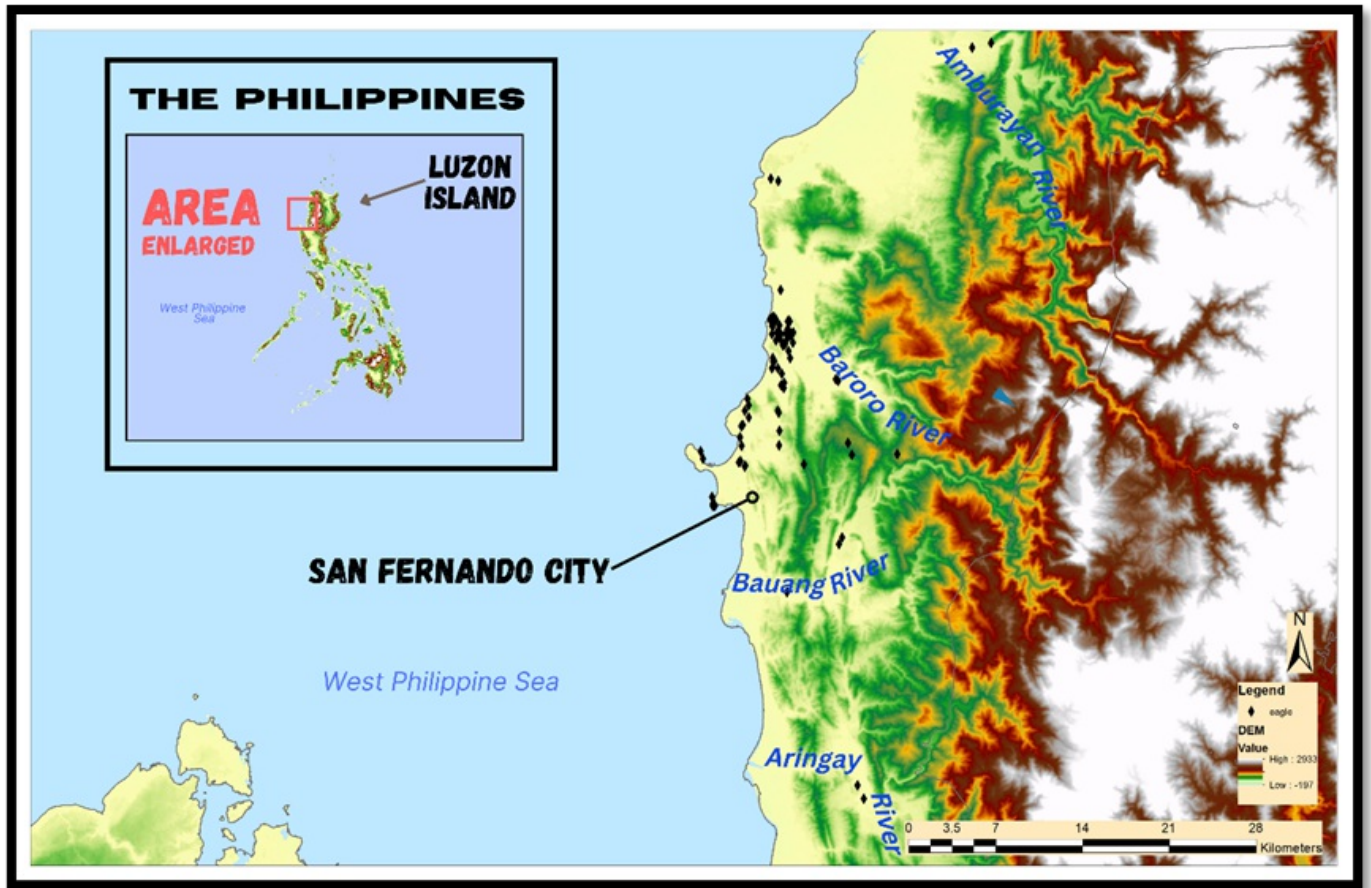 THE PHILIPPINES
LUZON
ISLAND
AREA
ENLARGED
West Philippine
Sea
Amburayan River
Baroro River
SAN FERNANDO CITY
Bauang River
West Philippine Sea
Aringay
River
N
Legend
eagle
DEM
Value
High : 2933
Low : -197
0 3.5 7 14 21 28
Kilometers